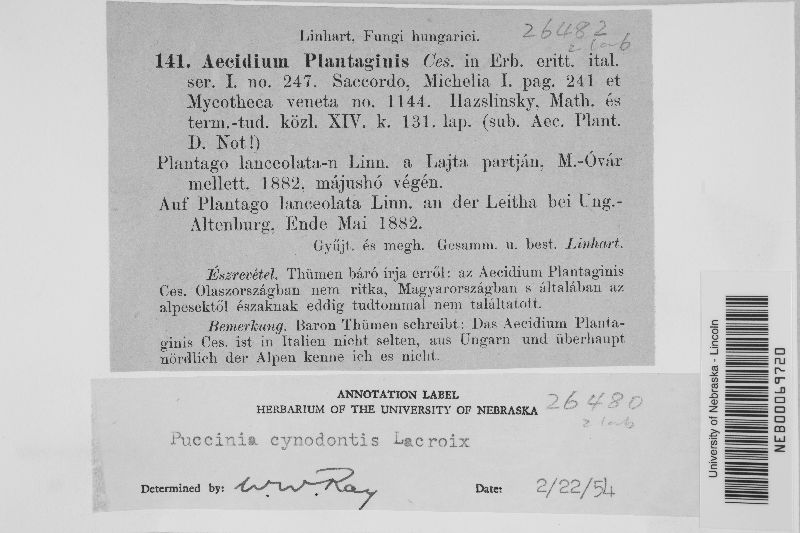 Linhart, Fungi hungarici. 26482
2 lab
141. Aecidium Plantaginis Ces. in Erb. critt. ital.
ser. I. no. 247. Saccordo, Michelia I. pag. 241 et
Mycotheca veneta no. 1144. Hazslinsky, Math. és
term.-tud. közl. XIV. k. 131. lap. (sub. Aec. Plant.
D. Not!)
Plantago lanceolata-n Linn. a Lajta partján, M.-Óvár
mellett. 1882, májushó végén.
Auf Plantago lanceolata Linn. an der Leitha bei Ung.-
Altenburg, Ende Mai 1882.
Gyűjt. és megh. Gesamm. u. best. Linhart.
Észrevétel. Thümen báró írja erről: az Aecidium Plantaginis
Ces. Olaszországban nem ritka, Magyarországban s általában az
alpesektől északnak eddig tudtommal nem találtatott.
Bemerkung. Baron Thümen schreibt: Das Aecidium Planta-
ginis Ces. ist in Italien nicht selten, aus Ungarn und überhaupt
nördlich der Alpen kenne ich es nicht.
ANNOTATION LABEL
HERBARIUM OF THE UNIVERSITY OF NEBRASKA 26480
2 lab
Puccinia cynodontis Lacroix
Determined by: W.W. Ray Date: 2/22/54
University of Nebraska - Lincoln
NEB00069720